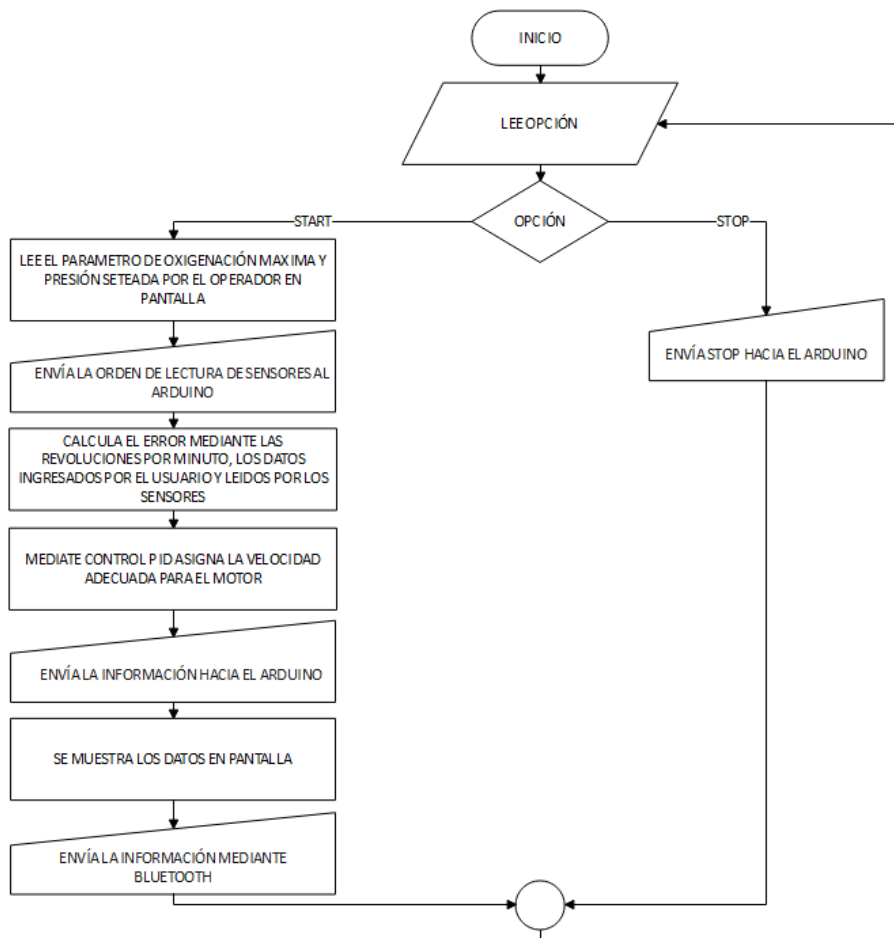 INICIO
LEE OPCIÓN
OPCIÓN
START
STOP
LEE EL PARAMETRO DE OXIGENACIÓN MAXIMA Y
PRESIÓN SETEADA POR EL OPERADOR EN
PANTALLA
ENVÍA LA ORDEN DE LECTURA DE SENSORES AL
ARDUINO
CALCULA EL ERROR MEDIANTE LAS
REVOLUCIONES POR MINUTO, LOS DATOS
INGRESADOS POR EL USUARIO Y LEIDOS POR LOS
SENSORES
MEDIATE CONTROL PID ASIGNA LA VELOCIDAD
ADECUADA PARA EL MOTOR
ENVÍA LA INFORMACIÓN HACIA EL ARDUINO
SE MUESTRA LOS DATOS EN PANTALLA
ENVÍA LA INFORMACIÓN MEDIANTE
BLUETOOTH
ENVÍA STOP HACIA EL ARDUINO